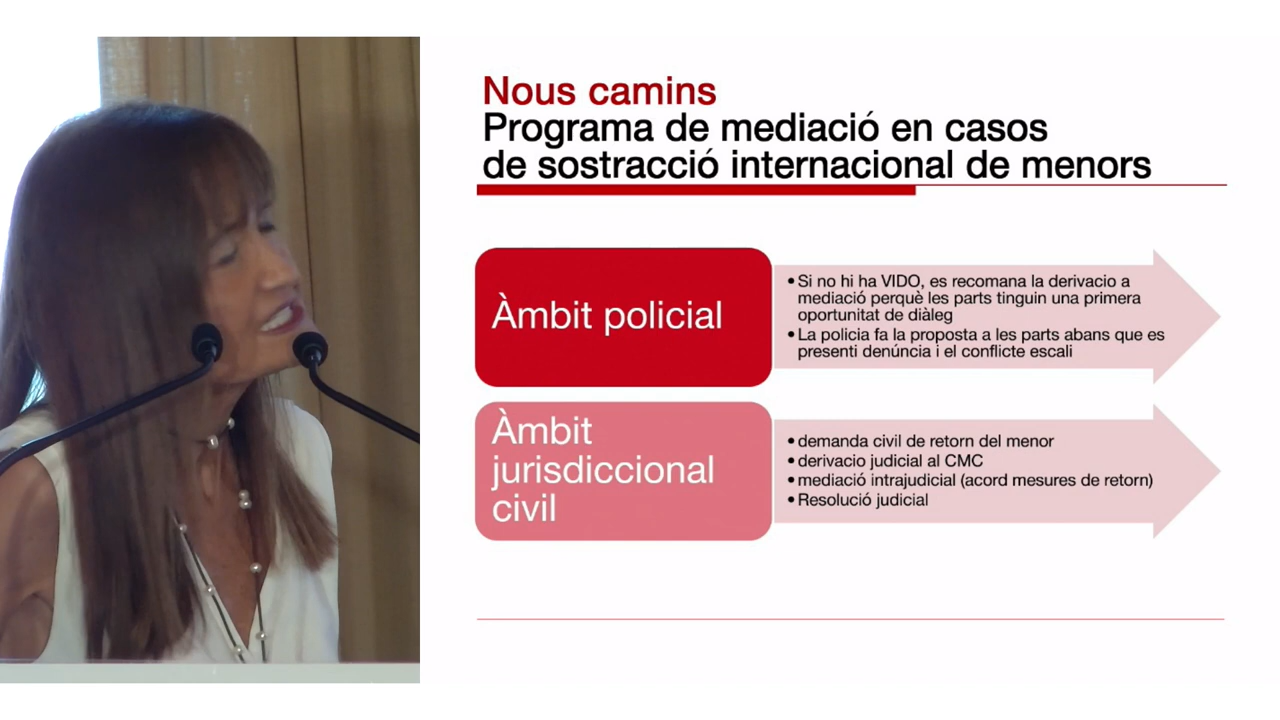 Nous camins
Programa de mediació en casos
de sostracció internacional de menors
Àmbit policial
•Si no hi ha VIDO, es recomana la derivacio a
mediació perquè les parts tinguin una primera
oportunitat de diàleg
•La policia fa la proposta a les parts abans que es
presenti denúncia i el conflicte escali
Àmbit
jurisdiccional
civil
•demanda civil de retorn del menor
•derivacio judicial al CMC
•mediació intrajudicial (acord mesures de retorn)
•Resolució judicial